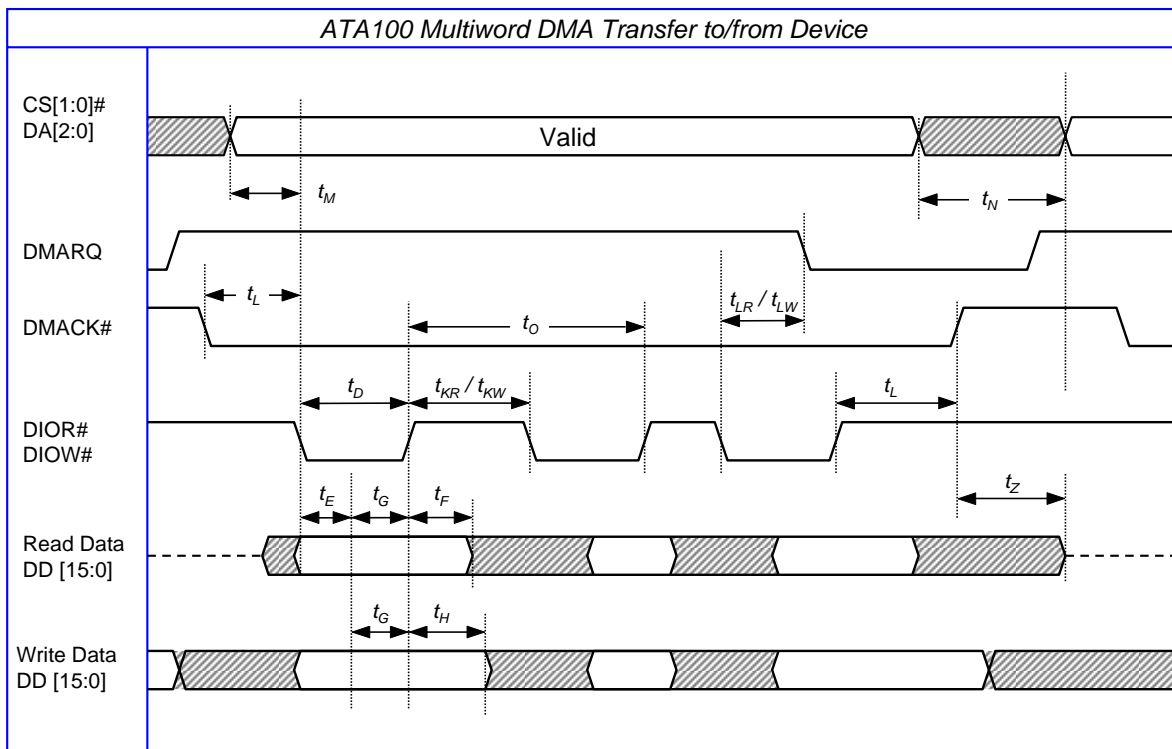 ATA100 Multiword DMA Transfer to/from Device
CS[1:0]#
DA[2:0]
Valid
tM
tN
DMARQ
tL
tLR / tLW
DMACK#
tO
tD
tKR / tKW
tL
DIOR#
DIOW#
tZ
tE
tG
tF
Read Data
DD [15:0]
tG
tH
Write Data
DD [15:0]